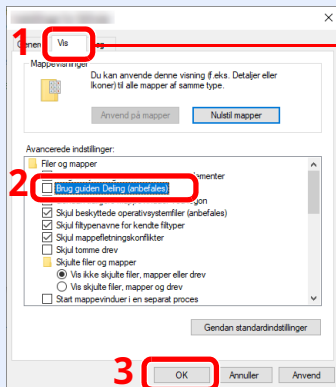 1
Vis
Mappevisninger
Du kan anvende denne visning (f.eks. Detaljer eller
Ikoner) til alle mapper af samme type.
Anvend på mapper
Nulstil mapper
Avancerede indstillinger:
Filer og mapper
2
Brug guiden Deling (anbefales)
Skjul beskyttede operativsystemfiler (anbefales)
Skjul filtypenavne for kendte filtyper
Skjul mappefletningskonflikter
Skjul tomme drev
Skjulte filer og mapper
Vis ikke skjulte filer, mapper eller drev
Vis skjulte filer, mapper og drev
Start mappevinduer i en separat proces
Gendan standardindstillinger
3
OK
Annuller
Anvend